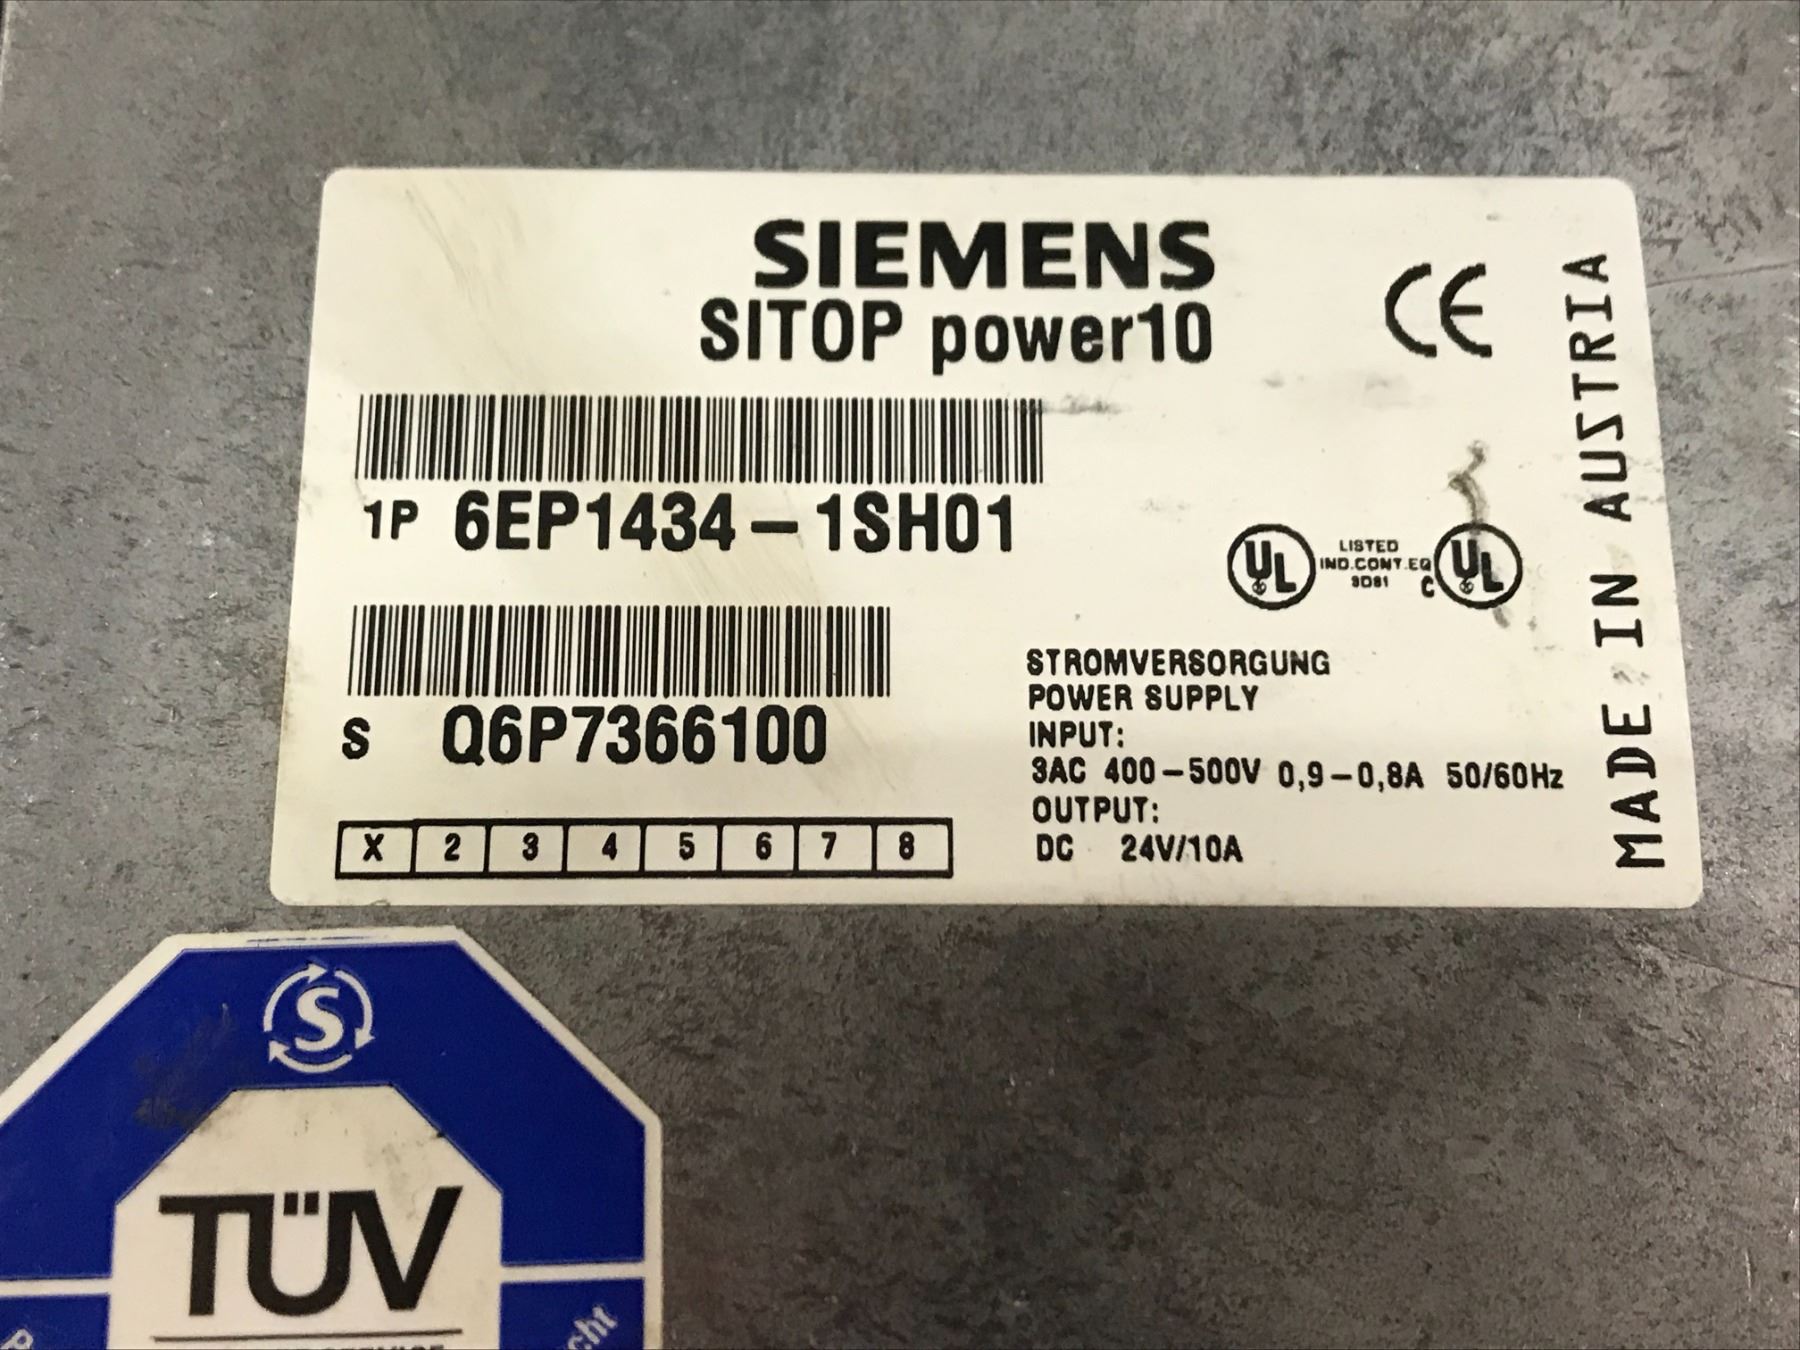 SIEMENS
SITOP power10
CE
1P 6EP1434-1SH01
S Q6P7366100
X 2 3 4 5 6 7 8
UL LISTED C UL
IND.CONT.EQ
3D81
STROMVERSORGUNG
POWER SUPPLY
INPUT:
3AC 400-500V 0,9-0,8A 50/60Hz
OUTPUT:
DC 24V/10A
MADE IN AUSTRIA
S
TÜV